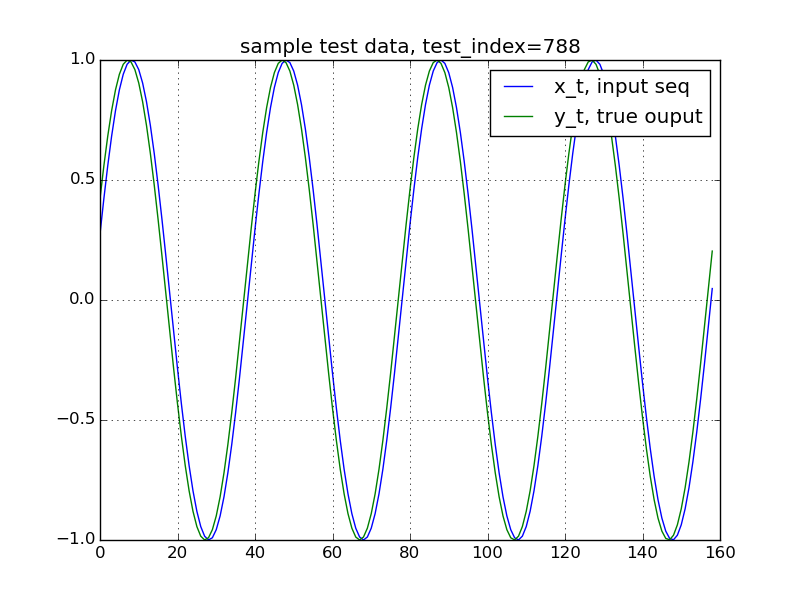 sample test data, test_index=788
1.0
x_t, input seq
y_t, true ouput
0.5
0.0
−0.5
−1.0
0 20 40 60 80 100 120 140 160